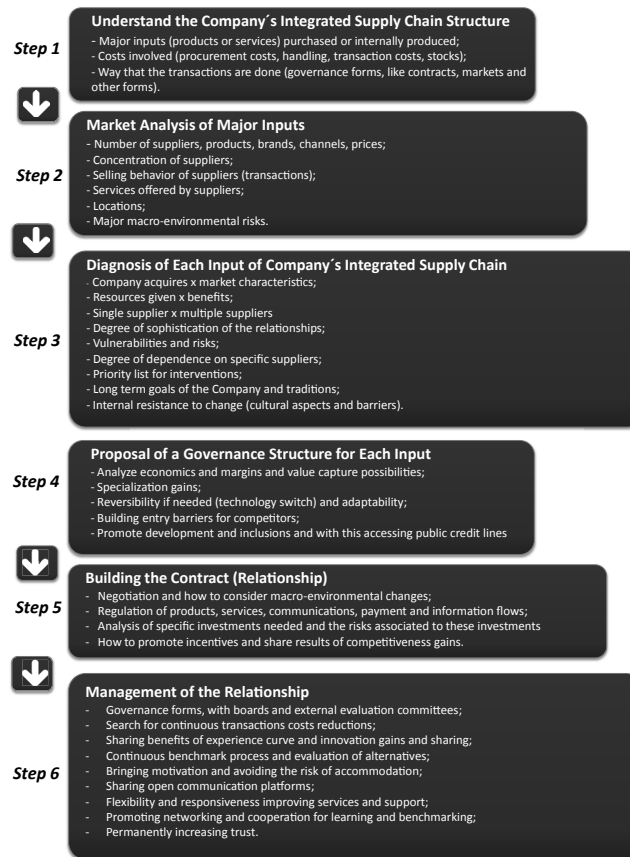 Understand the Company´s Integrated Supply Chain Structure
Step 1
- Major inputs (products or services) purchased or internally produced;
- Costs involved (procurement costs, handling, transaction costs, stocks);
- Way that the transactions are done (governance forms, like contracts, markets and
other forms).
Market Analysis of Major Inputs
- Number of suppliers, products, brands, channels, prices;
- Concentration of suppliers;
Step 2
- Selling behavior of suppliers (transactions);
- Services offered by suppliers;
- Locations;
- Major macro-environmental risks.
Diagnosis of Each Input of Company´s Integrated Supply Chain
- Company acquires x market characteristics;
- Resources given x benefits;
- Single supplier x multiple suppliers
- Degree of sophistication of the relationships;
Step 3
- Vulnerabilities and risks;
- Degree of dependence on specific suppliers;
- Priority list for interventions;
- Long term goals of the Company and traditions;
- Internal resistance to change (cultural aspects and barriers).
Proposal of a Governance Structure for Each Input
- Analyze economics and margins and value capture possibilities;
Step 4
- Specialization gains;
- Reversibility if needed (technology switch) and adaptability;
- Building entry barriers for competitors;
- Promote development and inclusions and with this accessing public credit lines
Building the Contract (Relationship)
- Negotiation and how to consider macro-environmental changes;
Step 5
- Regulation of products, services, communications, payment and information flows;
- Analysis of specific investments needed and the risks associated to these investments
- How to promote incentives and share results of competitiveness gains.
Management of the Relationship
- Governance forms, with boards and external evaluation committees;
- Search for continuous transactions costs reductions;
- Sharing benefits of experience curve and innovation gains and sharing;
- Continuous benchmark process and evaluation of alternatives;
Step 6
- Bringing motivation and avoiding the risk of accommodation;
- Sharing open communication platforms;
- Flexibility and responsiveness improving services and support;
- Promoting networking and cooperation for learning and benchmarking;
- Permanently increasing trust.